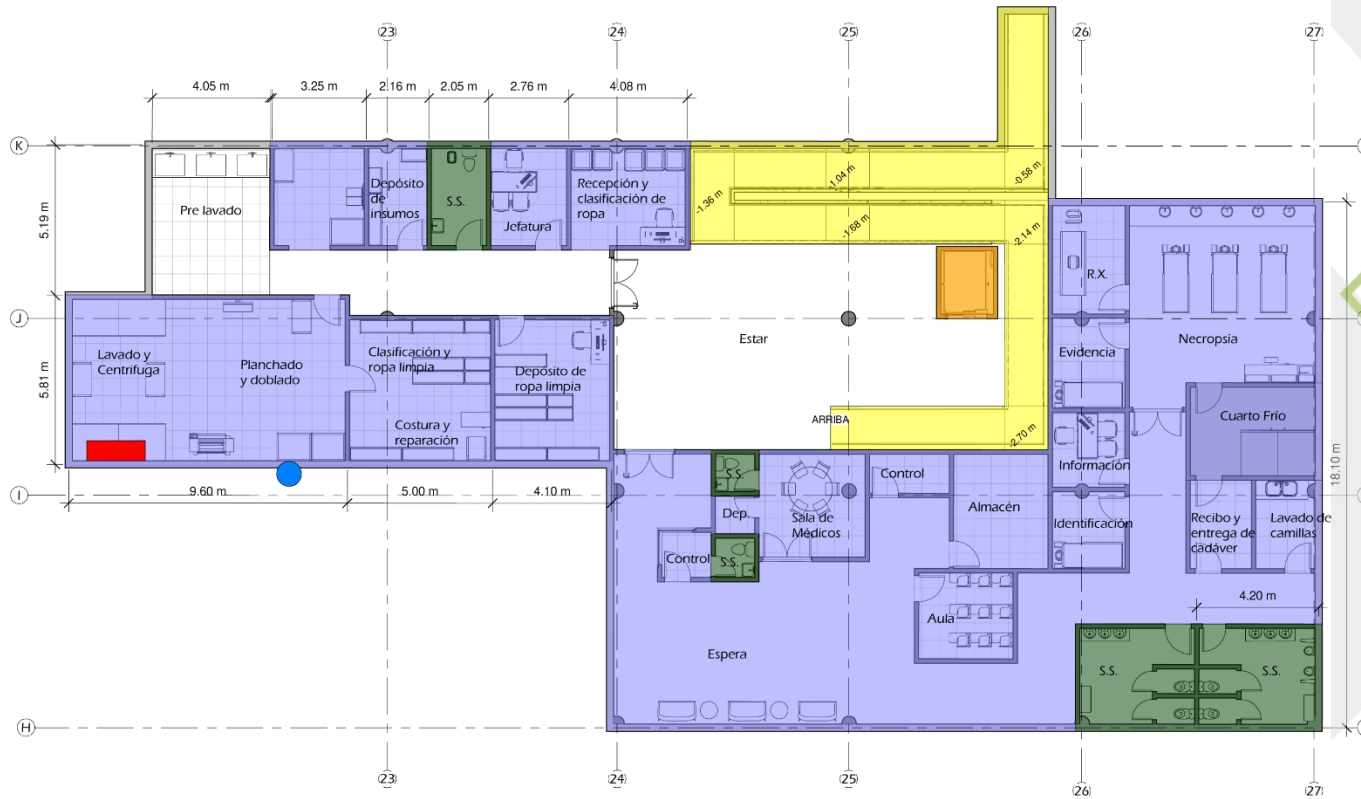 (23)
(24)
(25)
(26)
(27)
4.05 m
3.25 m
2.16 m
2.05 m
2.76 m
4.08 m
K
5.19 m
Pre lavado
Depósito
de
insumos
S.S.
Jefatura
Recepción y
clasificación de
ropa
-1.36 m
-1.04 m
-0.58 m
-1.68 m
-2.14 m
R.X.
J
Estar
Necropsia
Evidencia
Lavado y
Centrifuga
Planchado
y doblado
Clasificación y
ropa limpia
Depósito de
ropa limpia
5.81 m
Costura y
reparación
ARRIBA
-2.70 m
Cuarto Frío
Información
18.10 m
I
9.60 m
5.00 m
4.10 m
S.S.
Control
Dep.
Sala de
Médicos
Almacén
Identificación
Recibo y
entrega de
cadáver
Lavado de
camillas
Control
S.S.
4.20 m
Aula
Espera
S.S.
S.S.
H
(23)
(24)
(25)
(26)
(27)